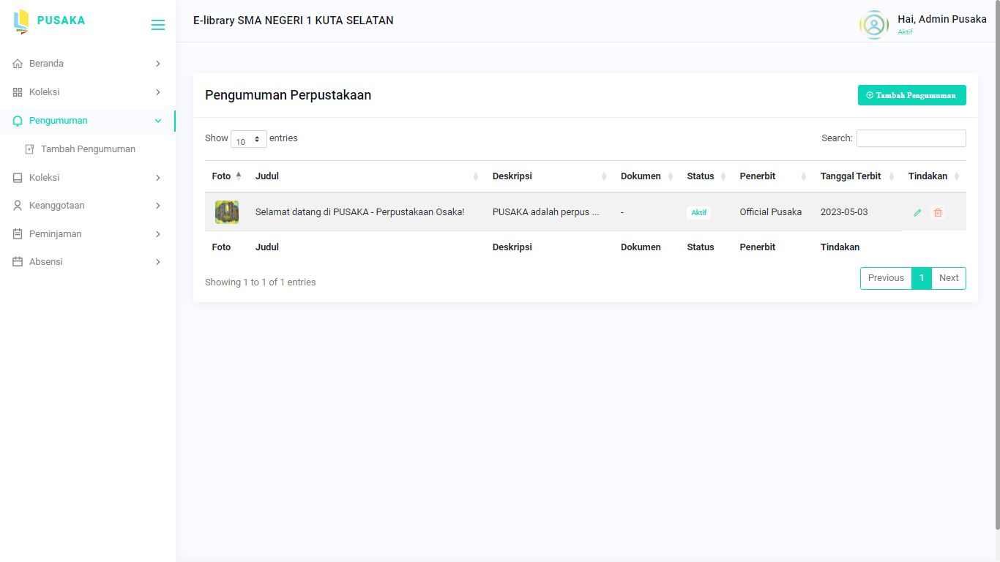 PUSAKA
E-library SMA NEGERI 1 KUTA SELATAN
Hai, Admin Pusaka
Aktif
Beranda
Koleksi
Pengumuman
Tambah Pengumuman
Koleksi
Keanggotaan
Peminjaman
Absensi
Pengumuman Perpustakaan
Tambah Pengumuman
Show 10 entries
Search:
Foto Judul Deskripsi Dokumen Status Penerbit Tanggal Terbit Tindakan
Selamat datang di PUSAKA - Perpustakaan Osaka! PUSAKA adalah perpus ... - Aktif Official Pusaka 2023-05-03
Foto Judul Deskripsi Dokumen Status Penerbit Tindakan
Showing 1 to 1 of 1 entries
Previous 1 Next